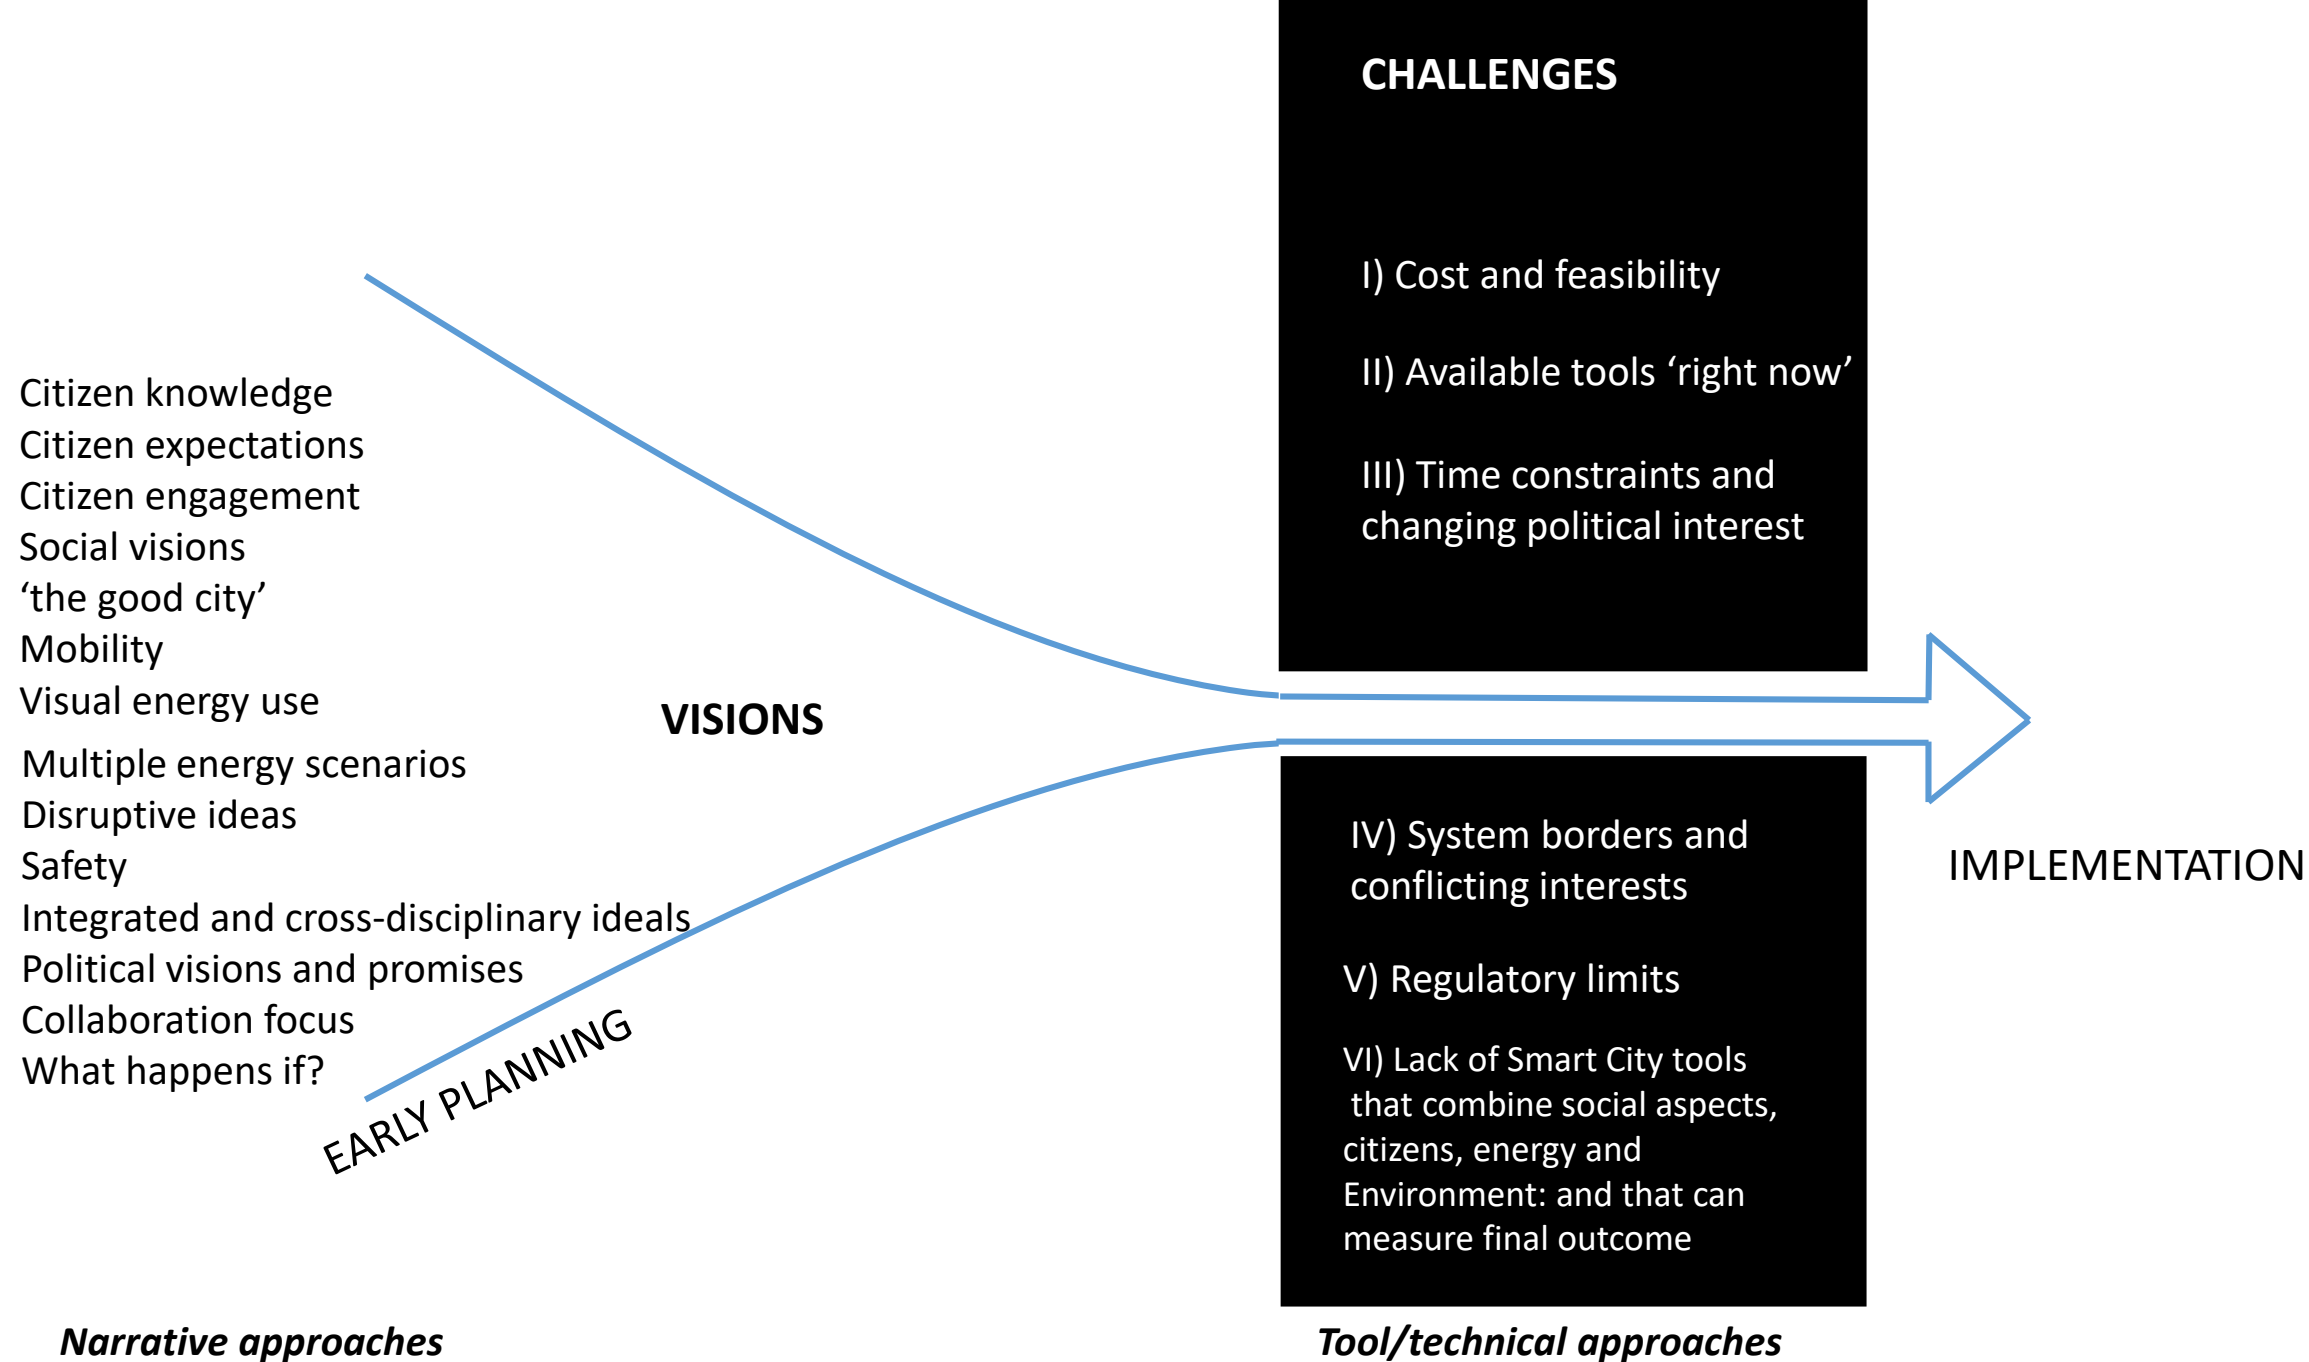 CHALLENGES
I) Cost and feasibility
II) Available tools ‘right now’
III) Time constraints and
changing political interest
Citizen knowledge
Citizen expectations
Citizen engagement
Social visions
‘the good city’
Mobility
Visual energy use
Multiple energy scenarios
Disruptive ideas
Safety
Integrated and cross-disciplinary ideals
Political visions and promises
Collaboration focus
What happens if?
VISIONS
EARLY PLANNING
IV) System borders and
conflicting interests
V) Regulatory limits
VI) Lack of Smart City tools
that combine social aspects,
citizens, energy and
Environment: and that can
measure final outcome
IMPLEMENTATION
Narrative approaches
Tool/technical approaches